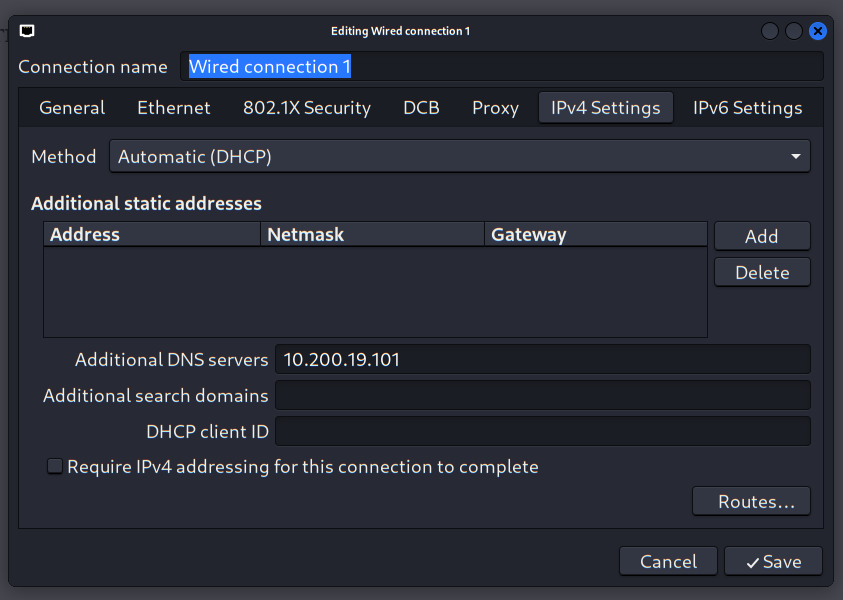 Editing Wired connection 1
Connection name Wired connection 1
General Ethernet 802.1X Security DCB Proxy IPv4 Settings IPv6 Settings
Method Automatic (DHCP)
Additional static addresses
Address Netmask Gateway Add
Delete
Additional DNS servers 10.200.19.101
Additional search domains
DHCP client ID
Require IPv4 addressing for this connection to complete
Routes...
Cancel Save